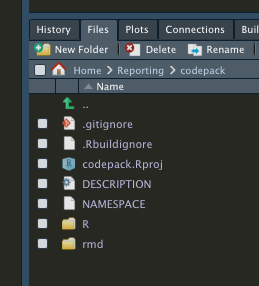 History Files Plots Connections
New Folder Delete Rename
Home Reporting codepack
Name
..
.gitignore
.Rbuildignore
codepack.Rproj
DESCRIPTION
NAMESPACE
R
rmd